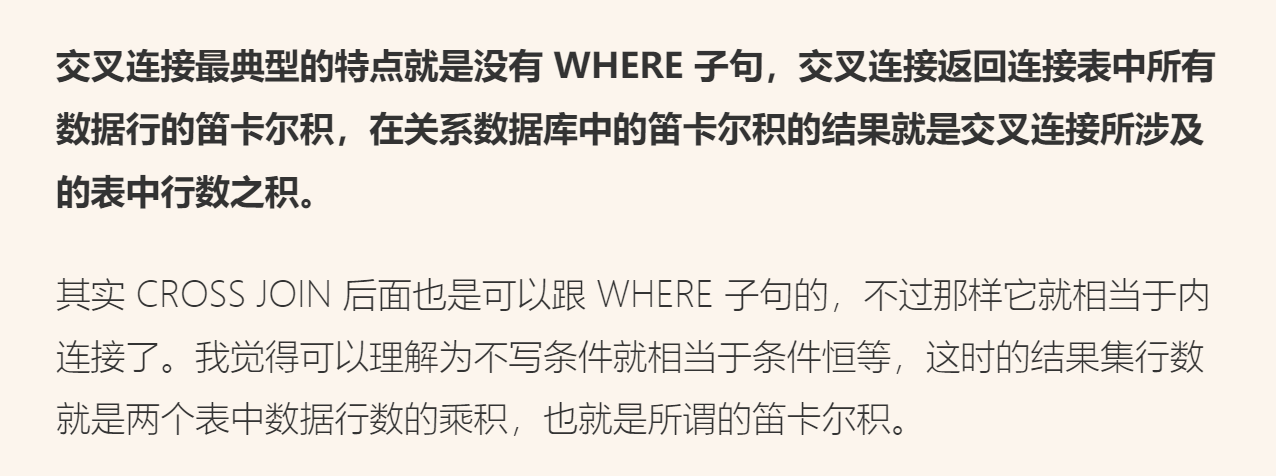 交叉连接最典型的特点就是没有 WHERE 子句，交叉连接返回连接表中所有
数据行的笛卡尔积，在关系数据库中的笛卡尔积的结果就是交叉连接所涉及
的表中行数之积。
其实 CROSS JOIN 后面也是可以跟 WHERE 子句的，不过那样它就相当于内
连接了。我觉得可以理解为不写条件就相当于条件恒等，这时的结果集行数
就是两个表中数据行数的乘积，也就是所谓的笛卡尔积。